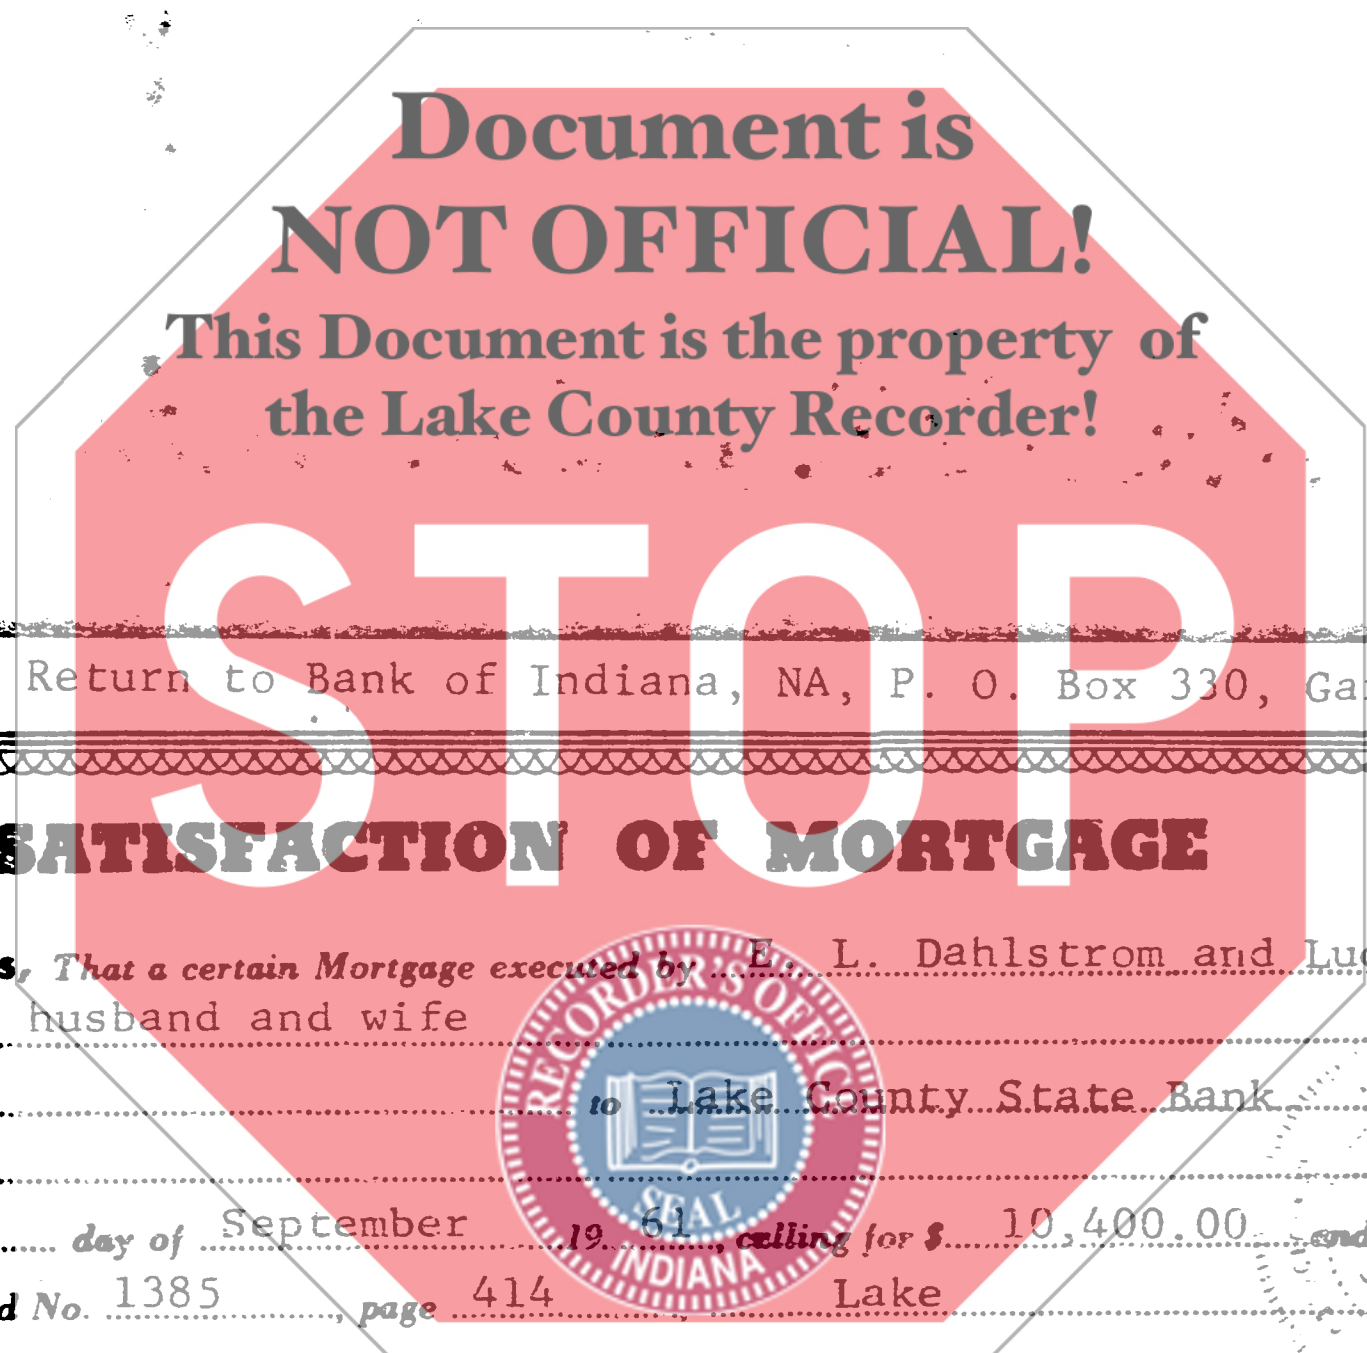 Document is
NOT OFFICIAL!
This Document is the property of
the Lake County Recorder!
STOP
Return to Bank of Indiana, NA, P. O. Box 330,
SATISFACTION OF MORTGAGE
That a certain Mortgage executed by E. L. Dahlstrom and
husband and wife
to Lake County State Bank
day of September 19 61, calling for $ 10,400.00 and
No. 1385, page 414, Lake
RECORDER'S OFFICE
SEAL
INDIANA